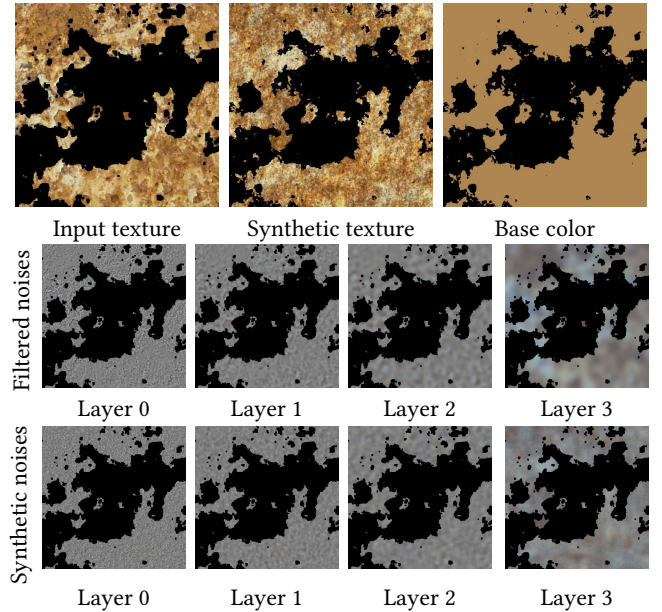 Input texture Synthetic texture Base color
Filtered noises
Layer 0 Layer 1 Layer 2 Layer 3
Synthetic noises
Layer 0 Layer 1 Layer 2 Layer 3